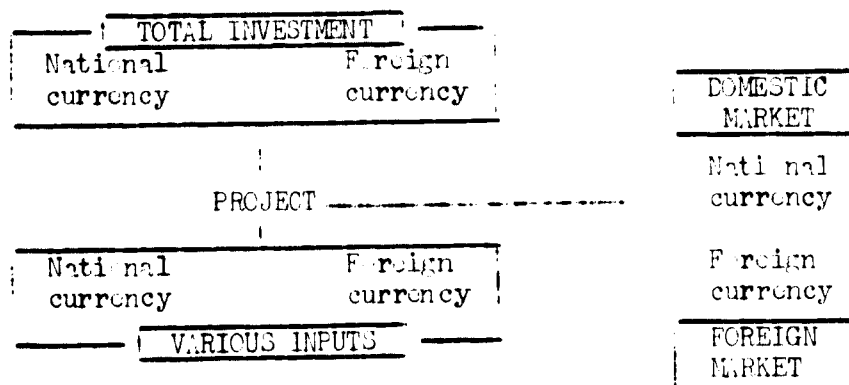 TOTAL INVESTMENT
National Foreign
currency currency
PROJECT
National Foreign
currency currency
VARIOUS INPUTS
DOMESTIC
MARKET
National
currency
Foreign
currency
FOREIGN
MARKET